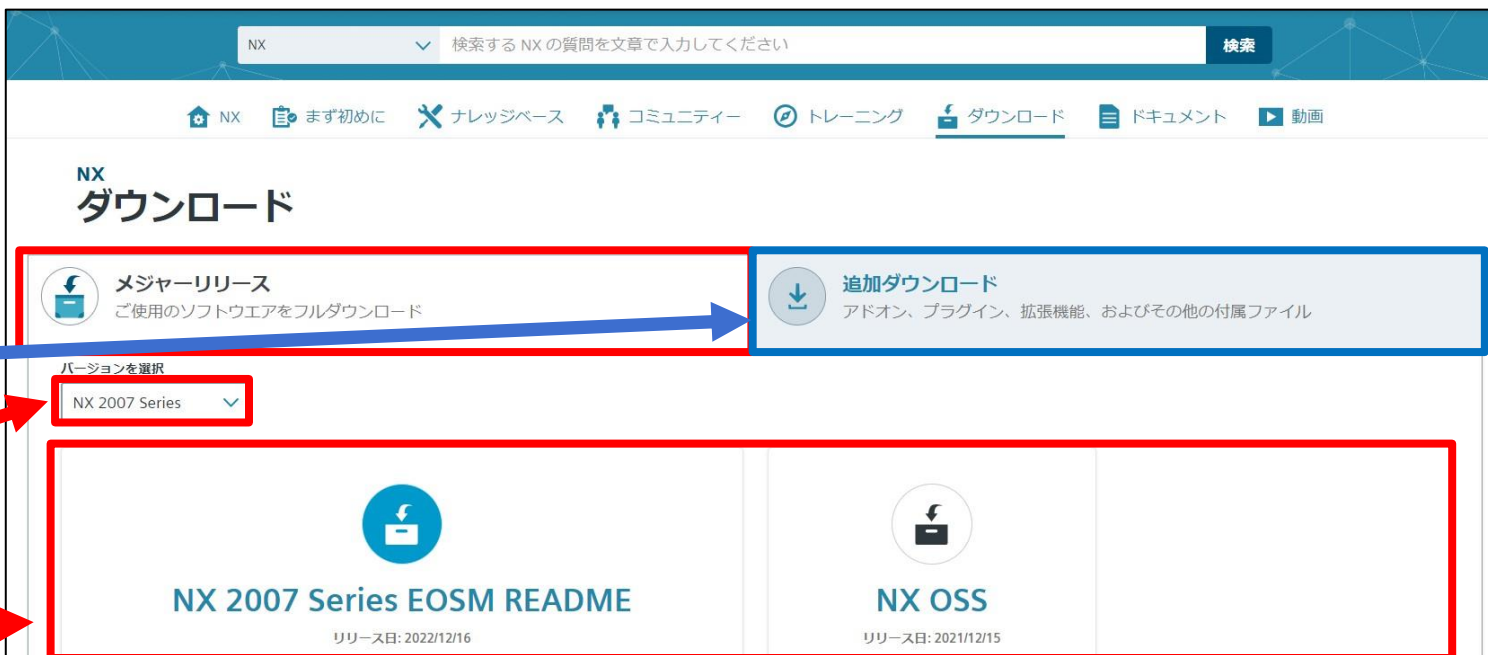 NX 検索する NX の質問を文章で入力してください 検索
NX まず初めに ナレッジベース コミュニティー トレーニング ダウンロード ドキュメント 動画
NX
ダウンロード
メジャーリリース
ご使用のソフトウエアをフルダウンロード
追加ダウンロード
アドオン、プラグイン、拡張機能、およびその他の付属ファイル
バージョンを選択
NX 2007 Series
NX 2007 Series EOSM README
リリース日: 2022/12/16
NX OSS
リリース日: 2021/12/15